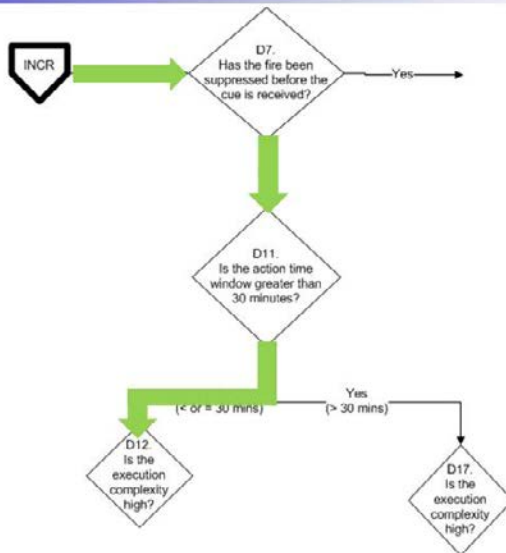 INCR
D7.
Has the fire been
suppressed before the
cue is received?
Yes
D11.
Is the action time
window greater than
30 minutes?
(< or = 30 mins)
Yes
(> 30 mins)
D12.
Is the
execution
complexity
high?
D17.
Is the
execution
complexity
high?